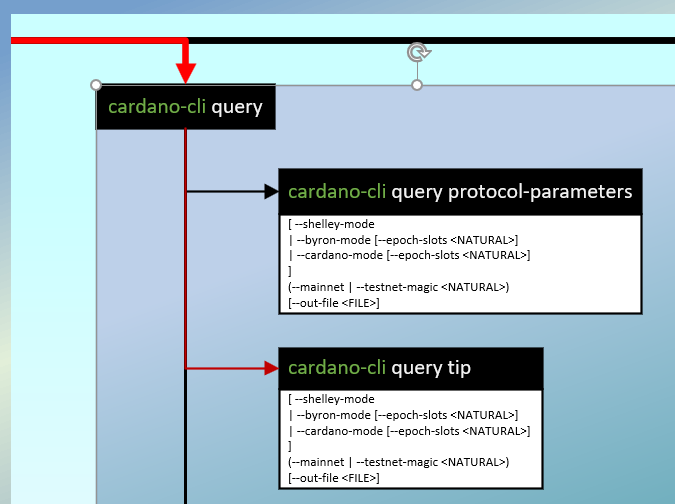 cardano-cli query
cardano-cli query protocol-parameters
[ --shelley-mode
| --byron-mode [--epoch-slots <NATURAL>]
| --cardano-mode [--epoch-slots <NATURAL>]
]
(--mainnet | --testnet-magic <NATURAL>)
[--out-file <FILE>]
cardano-cli query tip
[ --shelley-mode
| --byron-mode [--epoch-slots <NATURAL>]
| --cardano-mode [--epoch-slots <NATURAL>]
]
(--mainnet | --testnet-magic <NATURAL>)
[--out-file <FILE>]